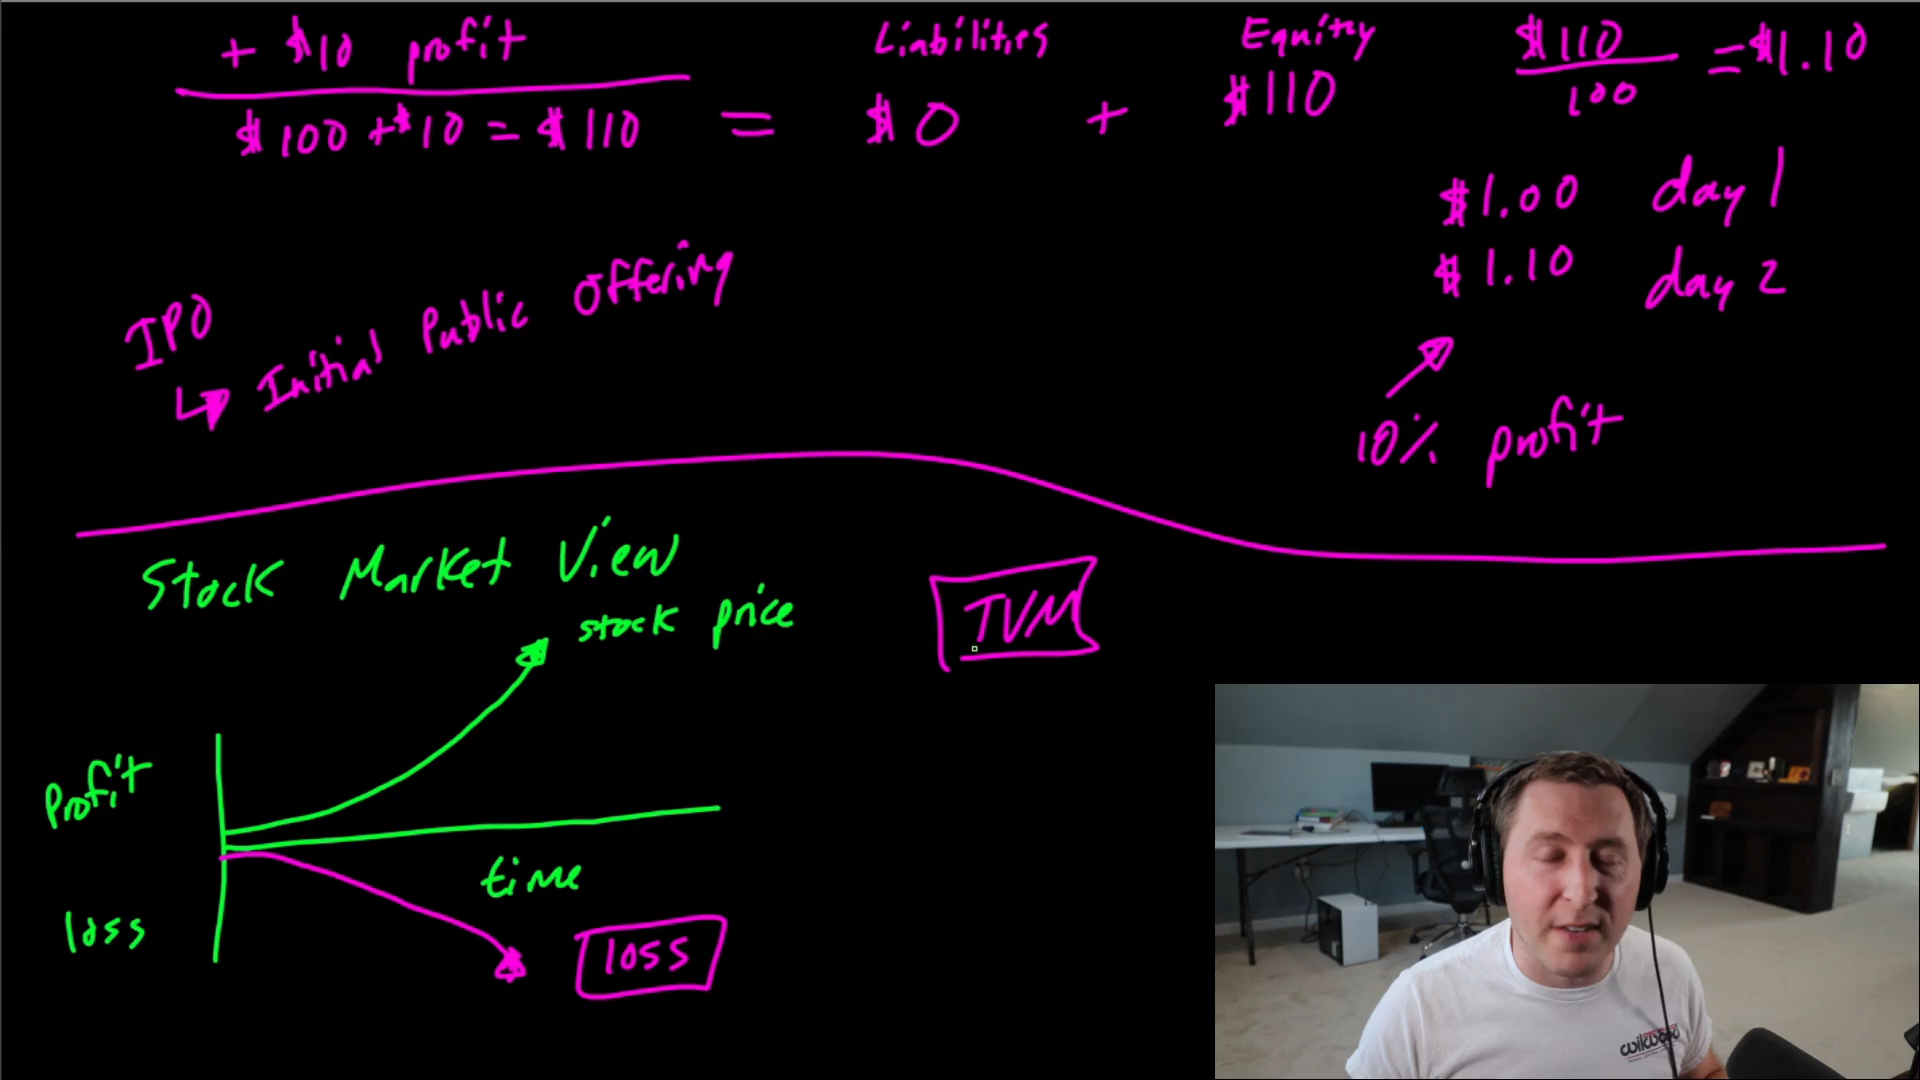 + $10 profit
$100 + $10 = $110 = $0 + $110
Liabilities
Equity
$110
100
= $1.10
$1.00 day 1
$1.10 day 2
10% profit
IPO
Initial Public Offering
Stock Market View
stock price
TVM
Profit
time
loss
loss